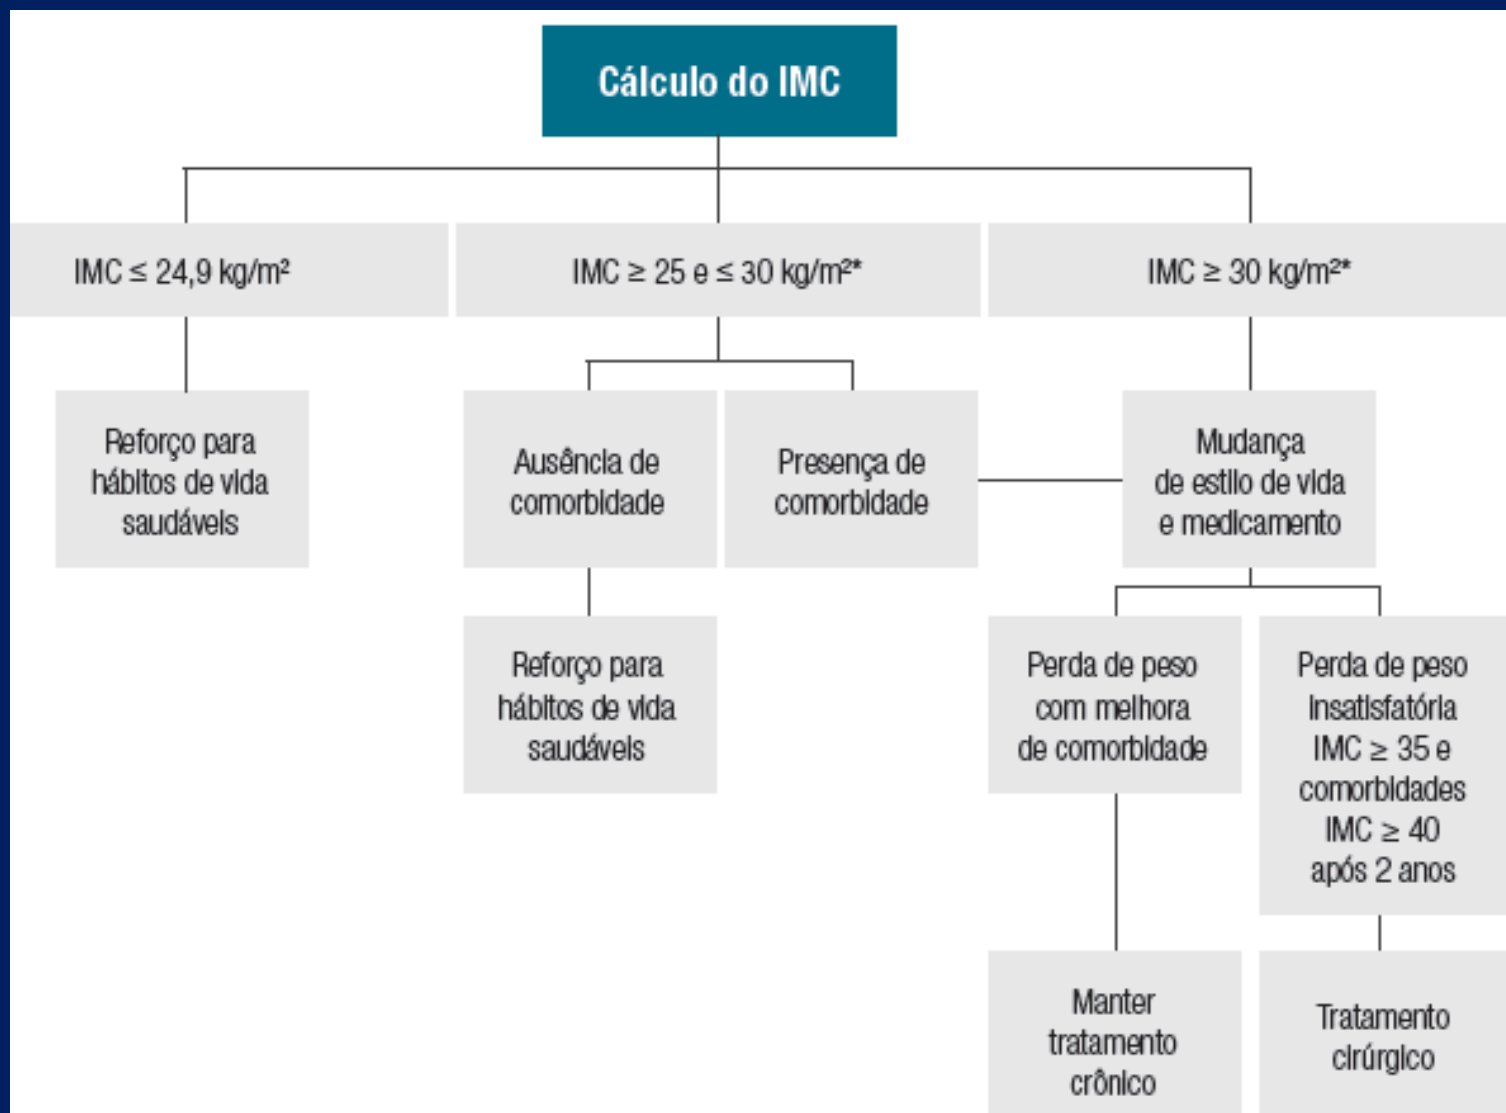 Cálculo do IMC
IMC ≤ 24,9 kg/m²
IMC ≥ 25 e ≤ 30 kg/m²*
IMC ≥ 30 kg/m²*
Reforço para
hábitos de vida
saudáveis
Ausência de
comorbidade
Presença de
comorbidade
Mudança
de estilo de vida
e medicamento
Reforço para
hábitos de vida
saudáveis
Perda de peso
com melhora
de comorbidade
Perda de peso
insatisfatória
IMC ≥ 35 e
comorbidades
IMC ≥ 40
após 2 anos
Manter
tratamento
crônico
Tratamento
cirúrgico